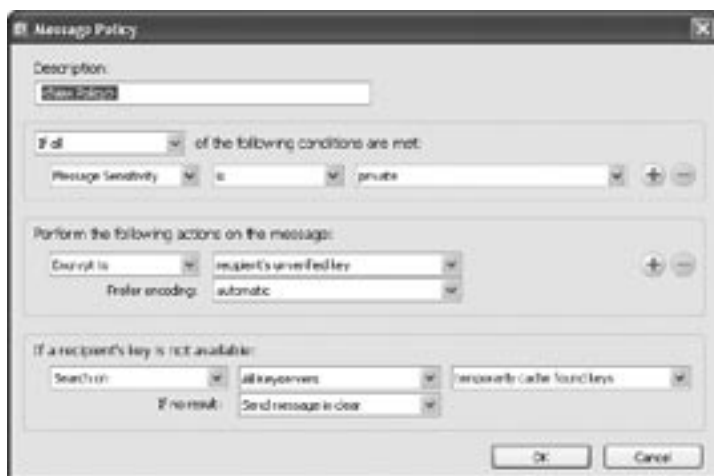 Message Policy
Description:
<New Policy>
If all of the following conditions are met:
Message Sensitivity is private
Perform the following actions on the message:
Encrypt to recipient's unverified key
Prefer encoding: automatic
If a recipient's key is not available:
Search on All keyservers temporarily cache found keys
If no result: Send message in clear
OK Cancel